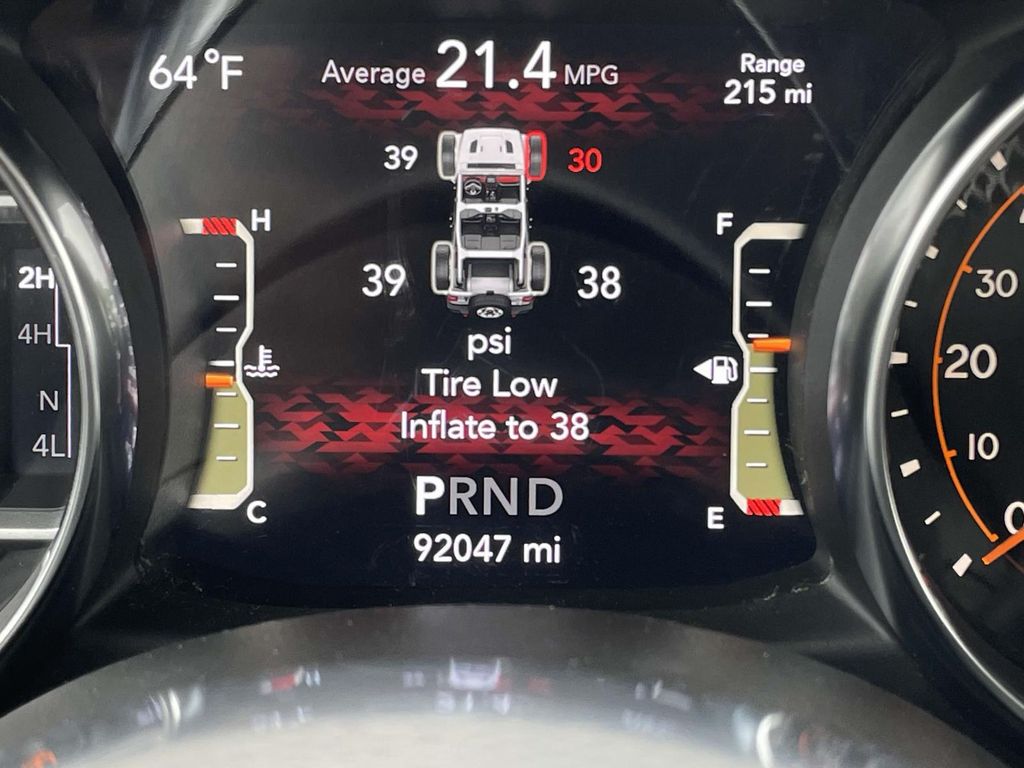 64°F
Average 21.4 MPG
Range
215 mi
39
30
39
38
psi
Tire Low
Inflate to 38
PRND
92047 mi
H
C
F
E
2H
4H
N
4L
30
20
10
0